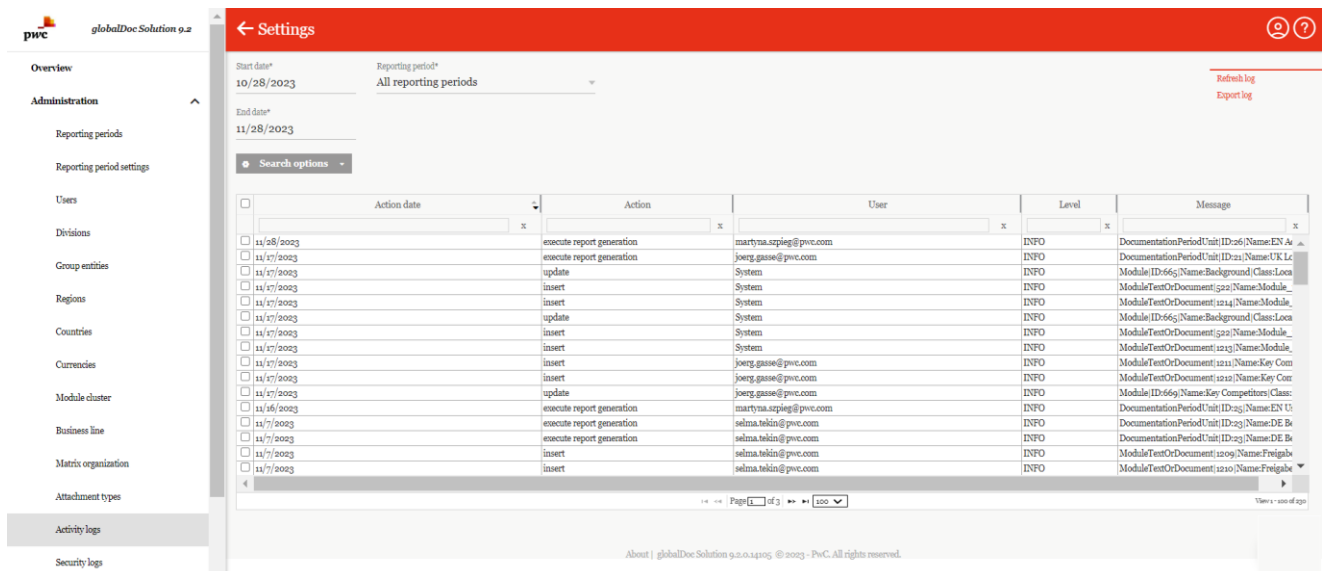 pwc
globalDoc Solution 9.2
Settings
Overview
Administration
Reporting periods
Reporting period settings
Users
Divisions
Group entities
Regions
Countries
Currencies
Module cluster
Business line
Matrix organization
Attachment types
Activity logs
Security logs
Start date* Reporting period*
10/28/2023 All reporting periods
End date*
11/28/2023
Refresh log
Export log
Search options
Action date Action User Level Message
x x x x x
11/28/2023 execute report generation martyna.szpieg@pwc.com INFO DocumentationPeriodUnit|ID:26|Name:EN
11/17/2023 execute report generation joerg.gasse@pwc.com INFO DocumentationPeriodUnit|ID:21|Name:UK
11/17/2023 update System INFO Module|ID:665|Name:Background|Class:Loca
11/17/2023 insert System INFO ModuleTextOrDocument|522|Name:Module_
11/17/2023 insert System INFO ModuleTextOrDocument|1214|Name:Module_
11/17/2023 update System INFO Module|ID:665|Name:Background|Class:Loca
11/17/2023 insert System INFO ModuleTextOrDocument|522|Name:Module_
11/17/2023 insert System INFO ModuleTextOrDocument|1213|Name:Module_
11/17/2023 insert joerg.gasse@pwc.com INFO ModuleTextOrDocument|1211|Name:Key Com
11/17/2023 insert joerg.gasse@pwc.com INFO ModuleTextOrDocument|1212|Name:Key Com
11/17/2023 update joerg.gasse@pwc.com INFO Module|ID:669|Name:Key Competitors|Class:
11/16/2023 execute report generation martyna.szpieg@pwc.com INFO DocumentationPeriodUnit|ID:25|Name:EN
11/7/2023 execute report generation selma.tekin@pwc.com INFO DocumentationPeriodUnit|ID:23|Name:DE Be
11/7/2023 execute report generation selma.tekin@pwc.com INFO DocumentationPeriodUnit|ID:23|Name:DE Be
11/7/2023 insert selma.tekin@pwc.com INFO ModuleTextOrDocument|1209|Name:Freigabe
11/7/2023 insert selma.tekin@pwc.com INFO ModuleTextOrDocument|1210|Name:Freigabe
Page 1 of 3 100 View 1 - 100 of 230
About | globalDoc Solution 9.2.0.14105 © 2023 - PwC. All rights reserved.